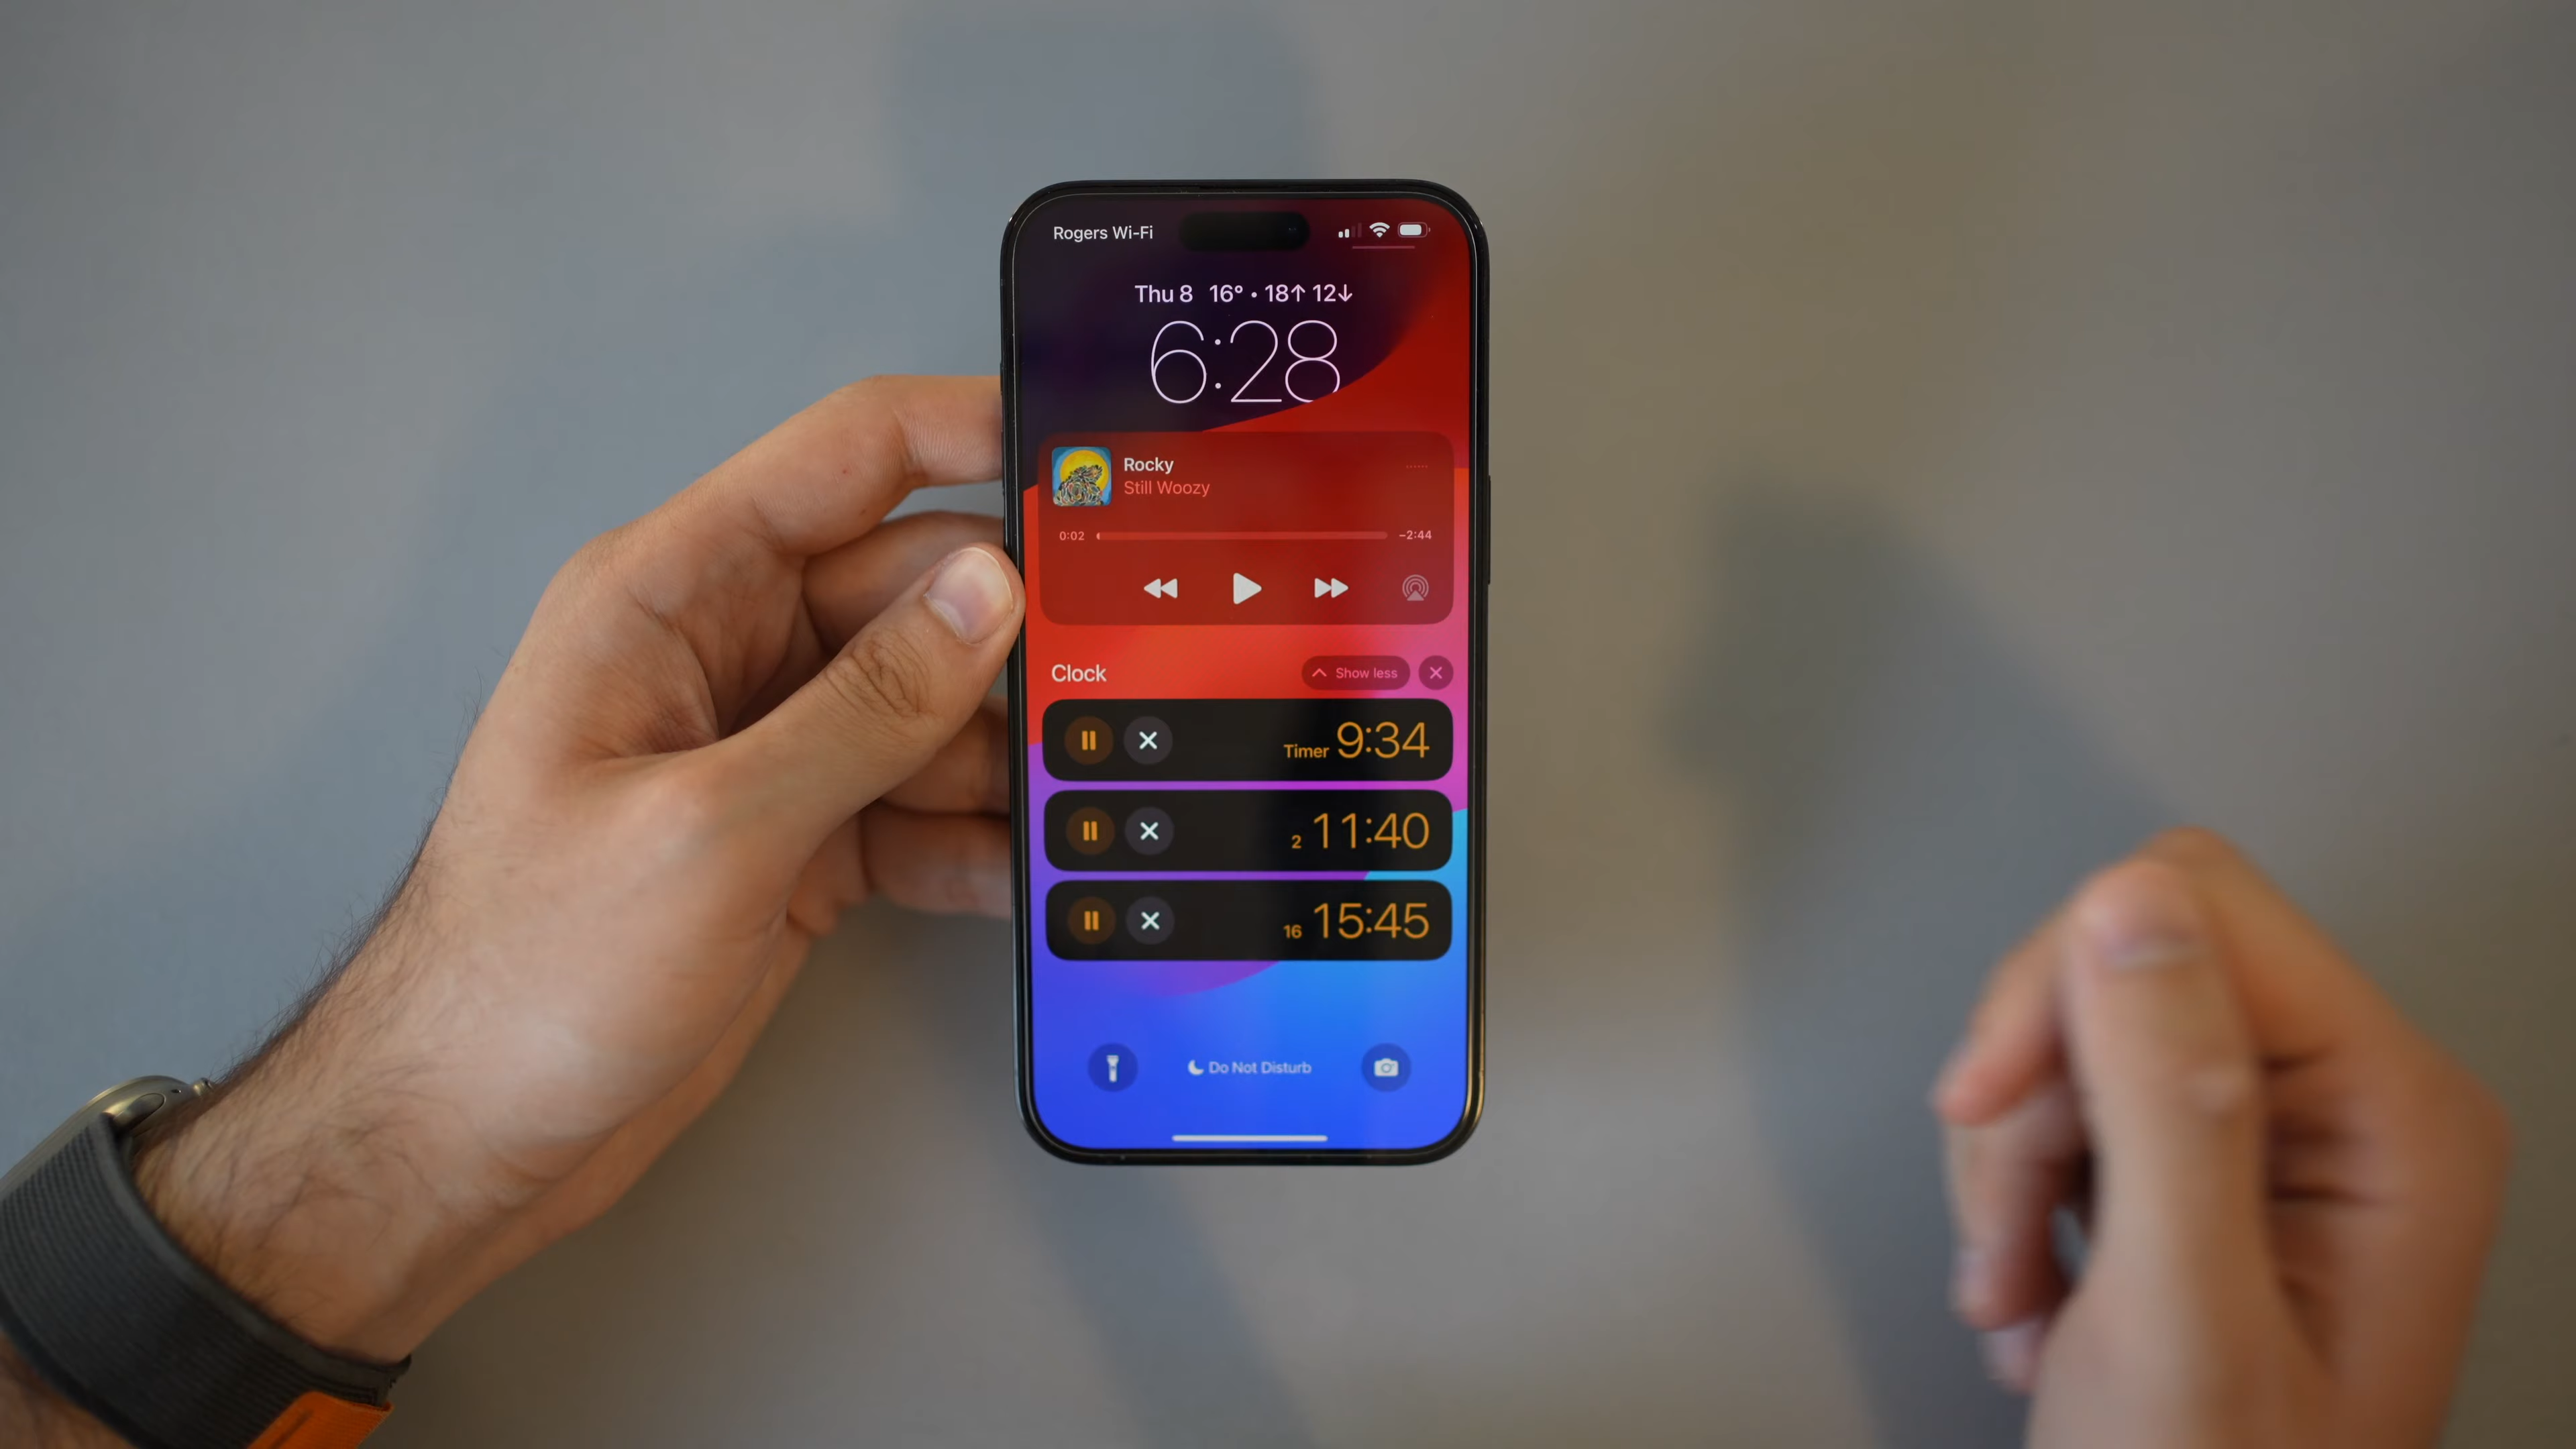 Rogers Wi-Fi
Thu 8 16° • 18↑ 12↓
6:28
Rocky
Still Woozy
0:02 −2:44
Clock Show less
Timer 9:34
2 11:40
16 15:45
Do Not Disturb